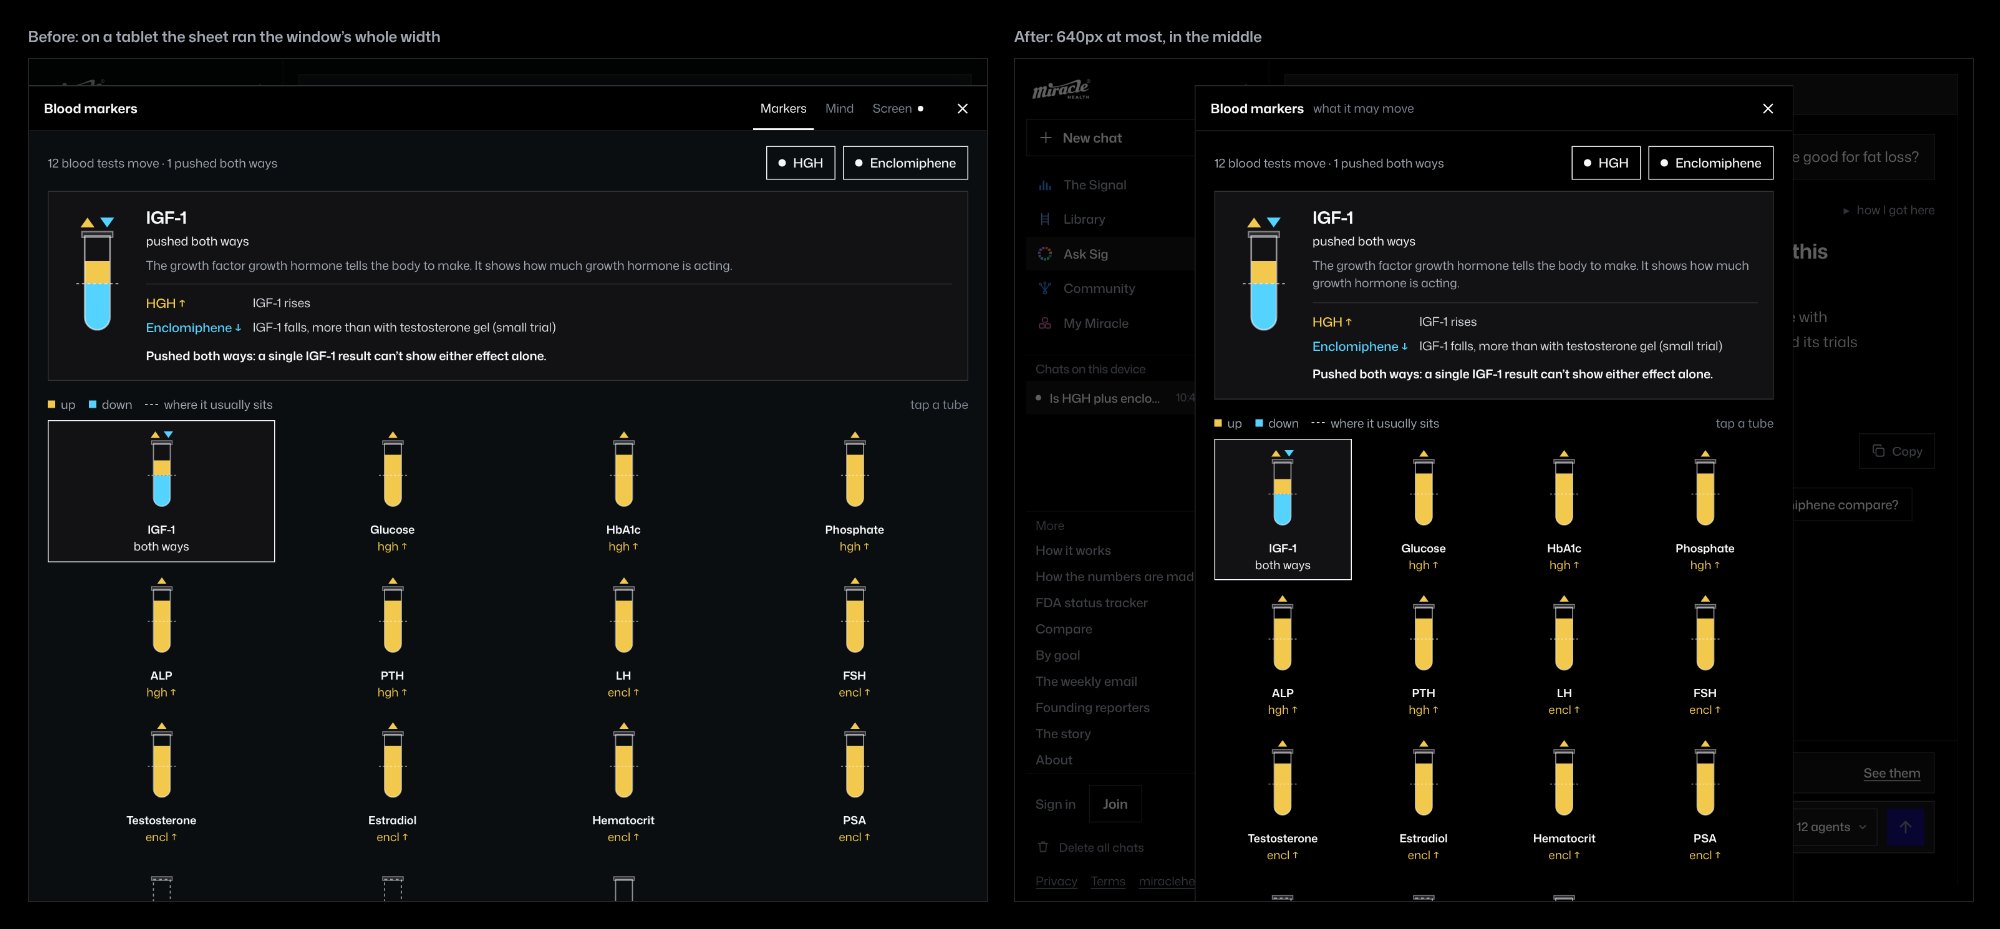 Before: on a tablet the sheet ran the window's whole width
Blood markers
Markers Mind Screen
12 blood tests move · 1 pushed both ways
HGH Enclomiphene
IGF-1
pushed both ways
The growth factor growth hormone tells the body to make. It shows how much growth hormone is acting.
HGH ↑ IGF-1 rises
Enclomiphene ↓ IGF-1 falls, more than with testosterone gel (small trial)
Pushed both ways: a single IGF-1 result can't show either effect alone.
up down --- where it usually sits tap a tube
IGF-1 Glucose HbA1c Phosphate
both ways hgh ↑ hgh ↑ hgh ↑
ALP PTH LH FSH
hgh ↑ hgh ↑ encl ↑ encl ↑
Testosterone Estradiol Hematocrit PSA
encl ↑ encl ↑ encl ↑ encl ↑
After: 640px at most, in the middle
miracle
HEALTH
New chat
The Signal
Library
Ask Sig
Community
My Miracle
Chats on this device
Is HGH plus enclo... 10:4
More
How it works
How the numbers are mad
FDA status tracker
Compare
By goal
The weekly email
Founding reporters
The story
About
Sign in Join
Delete all chats
Privacy Terms miraclehe
Blood markers what it may move
12 blood tests move · 1 pushed both ways
HGH Enclomiphene
IGF-1
pushed both ways
The growth factor growth hormone tells the body to make. It shows how much
growth hormone is acting.
HGH ↑ IGF-1 rises
Enclomiphene ↓ IGF-1 falls, more than with testosterone gel (small trial)
Pushed both ways: a single IGF-1 result can't show either effect alone.
up down --- where it usually sits tap a tube
IGF-1 Glucose HbA1c Phosphate
both ways hgh ↑ hgh ↑ hgh ↑
ALP PTH LH FSH
hgh ↑ hgh ↑ encl ↑ encl ↑
Testosterone Estradiol Hematocrit PSA
encl ↑ encl ↑ encl ↑ encl ↑
e good for fat loss?
how I got here
this
with
d its trials
Copy
iphene compare?
See them
12 agents